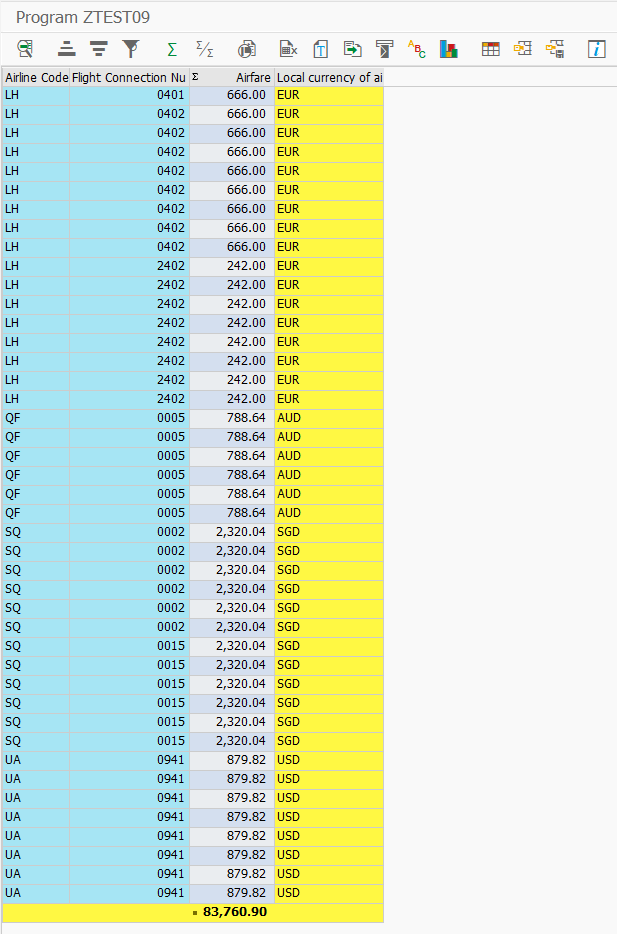 Program ZTEST09
Airline Code Flight Connection Nu Σ Airfare Local currency of ai
LH 0401 666.00 EUR
LH 0402 666.00 EUR
LH 0402 666.00 EUR
LH 0402 666.00 EUR
LH 0402 666.00 EUR
LH 0402 666.00 EUR
LH 0402 666.00 EUR
LH 0402 666.00 EUR
LH 0402 666.00 EUR
LH 2402 242.00 EUR
LH 2402 242.00 EUR
LH 2402 242.00 EUR
LH 2402 242.00 EUR
LH 2402 242.00 EUR
LH 2402 242.00 EUR
LH 2402 242.00 EUR
LH 2402 242.00 EUR
QF 0005 788.64 AUD
QF 0005 788.64 AUD
QF 0005 788.64 AUD
QF 0005 788.64 AUD
QF 0005 788.64 AUD
QF 0005 788.64 AUD
SQ 0002 2,320.04 SGD
SQ 0002 2,320.04 SGD
SQ 0002 2,320.04 SGD
SQ 0002 2,320.04 SGD
SQ 0002 2,320.04 SGD
SQ 0002 2,320.04 SGD
SQ 0015 2,320.04 SGD
SQ 0015 2,320.04 SGD
SQ 0015 2,320.04 SGD
SQ 0015 2,320.04 SGD
SQ 0015 2,320.04 SGD
SQ 0015 2,320.04 SGD
UA 0941 879.82 USD
UA 0941 879.82 USD
UA 0941 879.82 USD
UA 0941 879.82 USD
UA 0941 879.82 USD
UA 0941 879.82 USD
UA 0941 879.82 USD
UA 0941 879.82 USD
▪ 83,760.90